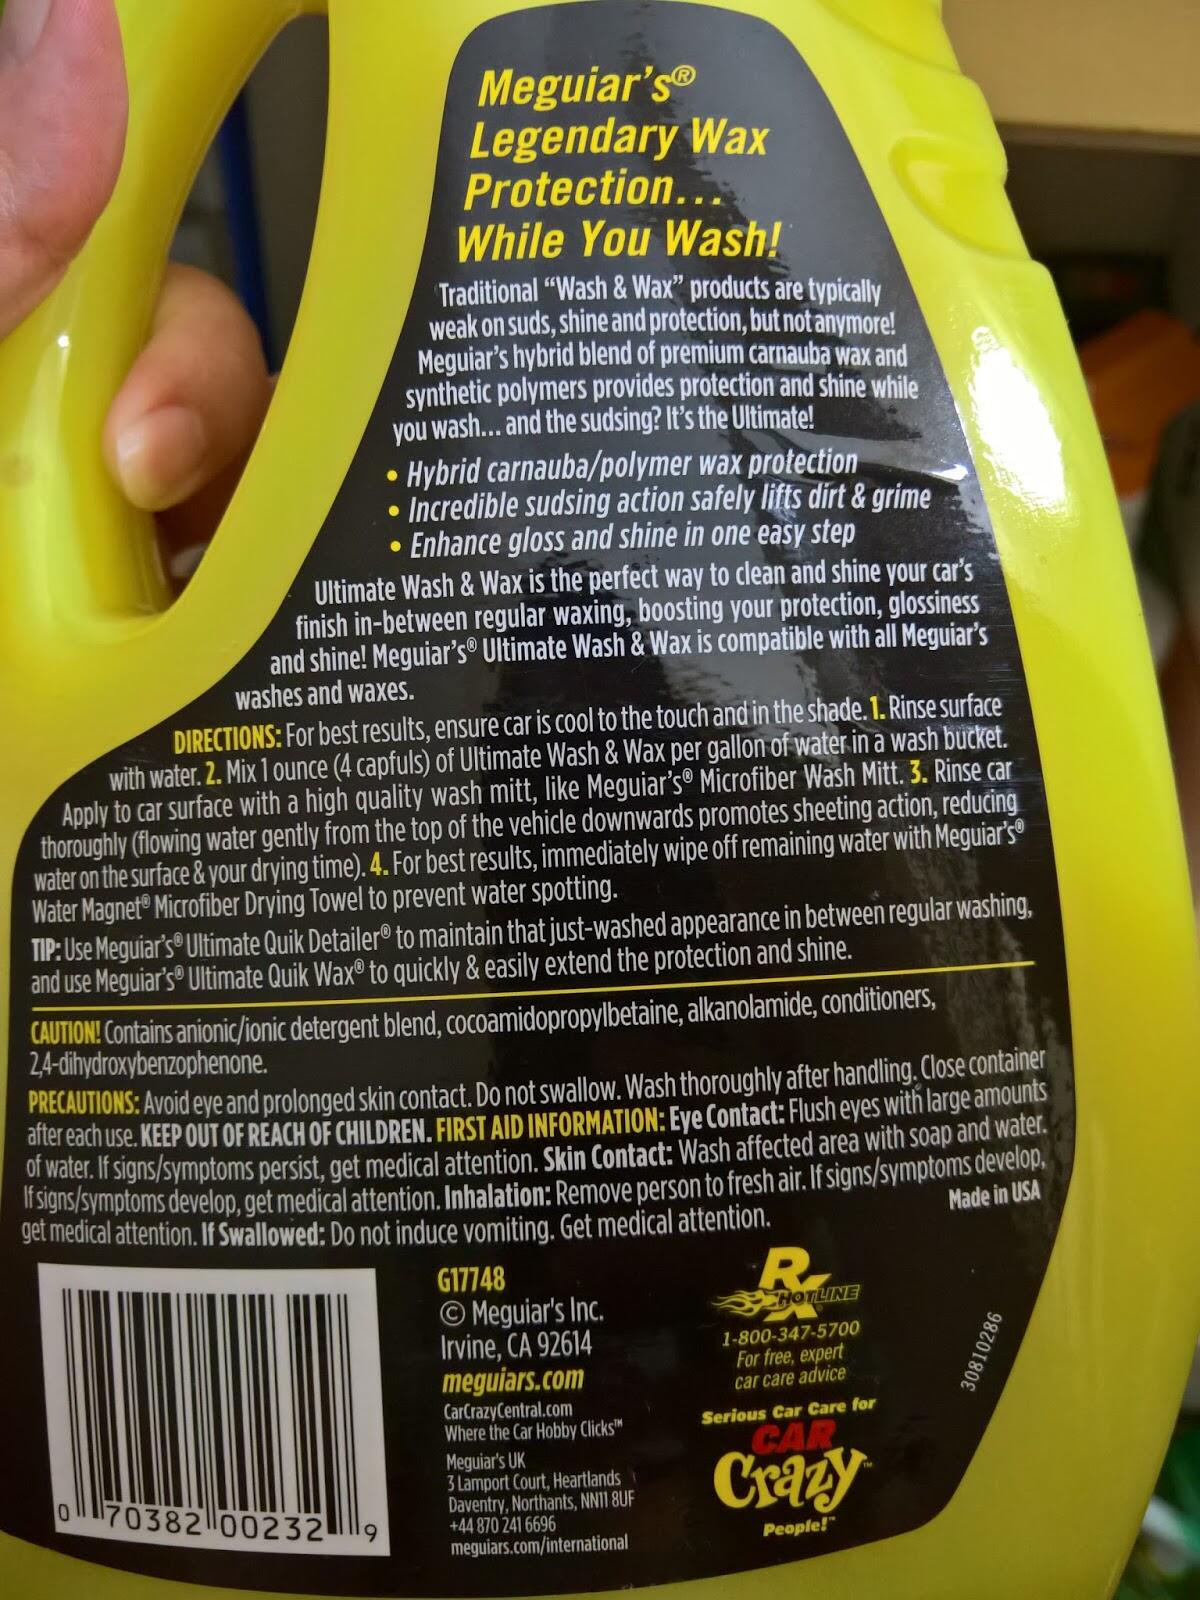 Meguiar's®
Legendary Wax
Protection...
While You Wash!
Traditional “Wash & Wax” products are typically
weak on suds, shine and protection, but not anymore!
Meguiar's hybrid blend of premium carnauba wax and
synthetic polymers provides protection and shine while
you wash... and the sudsing? It's the Ultimate!
• Hybrid carnauba/polymer wax protection
• Incredible sudsing action safely lifts dirt & grime
• Enhance gloss and shine in one easy step
Ultimate Wash & Wax is the perfect way to clean and shine your car's
finish in-between regular waxing, boosting your protection, glossiness
and shine! Meguiar's® Ultimate Wash & Wax is compatible with all Meguiar's
washes and waxes.
DIRECTIONS: For best results, ensure car is cool to the touch and in the shade. 1. Rinse surface
with water. 2. Mix 1 ounce (4 capfuls) of Ultimate Wash & Wax per gallon of water in a wash bucket.
Apply to car surface with a high quality wash mitt, like Meguiar's® Microfiber Wash Mitt. 3. Rinse car
thoroughly (flowing water gently from the top of the vehicle downwards promotes sheeting action, reducing
water on the surface & your drying time). 4. For best results, immediately wipe off remaining water with Meguiar's®
Water Magnet® Microfiber Drying Towel to prevent water spotting.
TIP: Use Meguiar's® Ultimate Quik Detailer® to maintain that just-washed appearance in between regular washing,
and use Meguiar's® Ultimate Quik Wax® to quickly & easily extend the protection and shine.
CAUTION! Contains anionic/ionic detergent blend, cocoamidopropylbetaine, alkanolamide, conditioners,
2,4-dihydroxybenzophenone.
PRECAUTIONS: Avoid eye and prolonged skin contact. Do not swallow. Wash thoroughly after handling. Close container
after each use. KEEP OUT OF REACH OF CHILDREN. FIRST AID INFORMATION: Eye Contact: Flush eyes with large amounts
of water. If signs/symptoms persist, get medical attention. Skin Contact: Wash affected area with soap and water.
If signs/symptoms develop, get medical attention. Inhalation: Remove person to fresh air. If signs/symptoms develop,
get medical attention. If Swallowed: Do not induce vomiting. Get medical attention.
Made in USA
0 70382 00232 9
G17748
© Meguiar's Inc.
Irvine, CA 92614
meguiars.com
CarCrazyCentral.com
Where the Car Hobby Clicks™
Meguiar's UK
3 Lamport Court, Heartlands
Daventry, Northants, NN11 8UF
+44 870 241 6696
meguiars.com/international
RX
HOTLINE®
1-800-347-5700
For free, expert
car care advice
Serious Car Care for
CAR
Crazy™
People!™
30810286